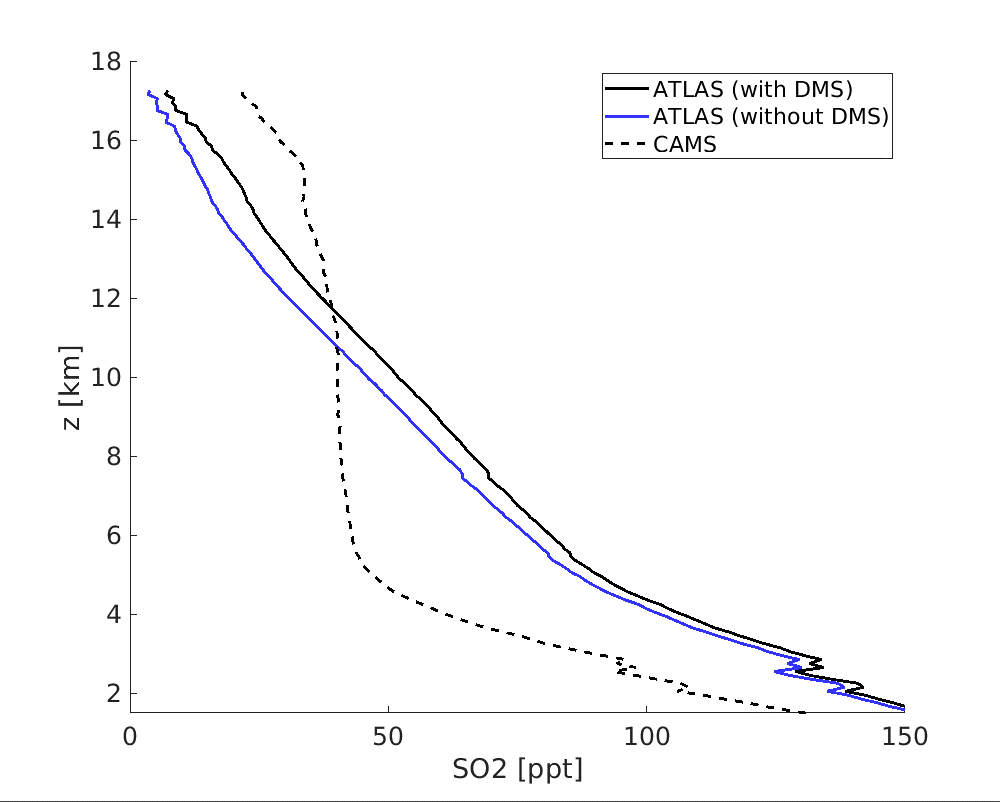 ATLAS (with DMS)
ATLAS (without DMS)
CAMS
18
16
14
12
10
8
6
4
2
z [km]
0
50
100
150
SO2 [ppt]